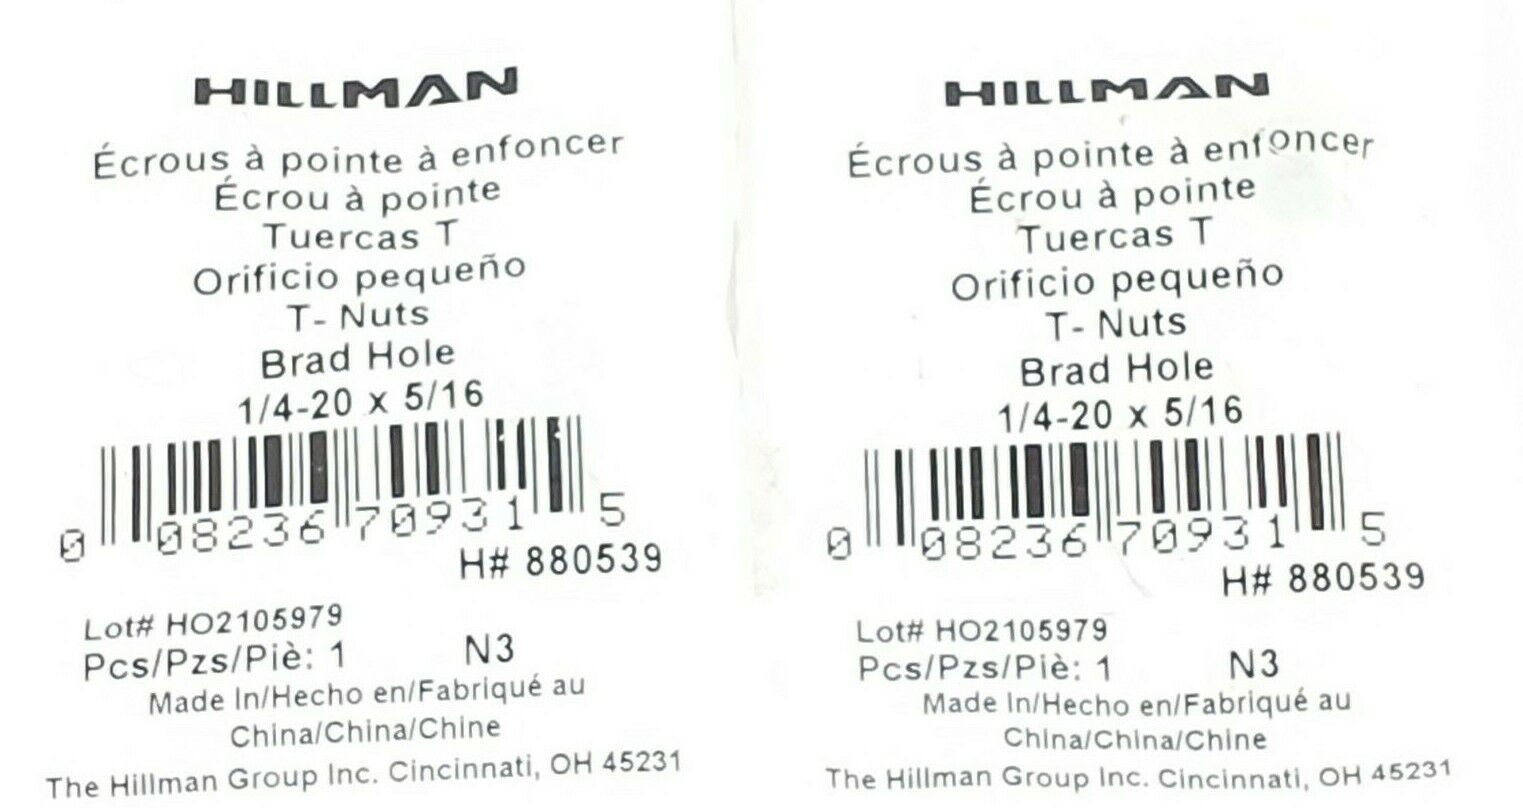 HILLMAN
Écrous à pointe à enfoncer
Écrou à pointe
Tuercas T
Orificio pequeño
T- Nuts
Brad Hole
1/4-20 x 5/16
0 08236 70931 5
H# 880539
Lot# HO2105979
Pcs/Pzs/Piè: 1 N3
Made In/Hecho en/Fabriqué au
China/China/Chine
The Hillman Group Inc. Cincinnati, OH 45231
HILLMAN
Écrous à pointe à enfoncer
Écrou à pointe
Tuercas T
Orificio pequeño
T- Nuts
Brad Hole
1/4-20 x 5/16
0 08236 70931 5
H# 880539
Lot# HO2105979
Pcs/Pzs/Piè: 1 N3
Made In/Hecho en/Fabriqué au
China/China/Chine
The Hillman Group Inc. Cincinnati, OH 45231